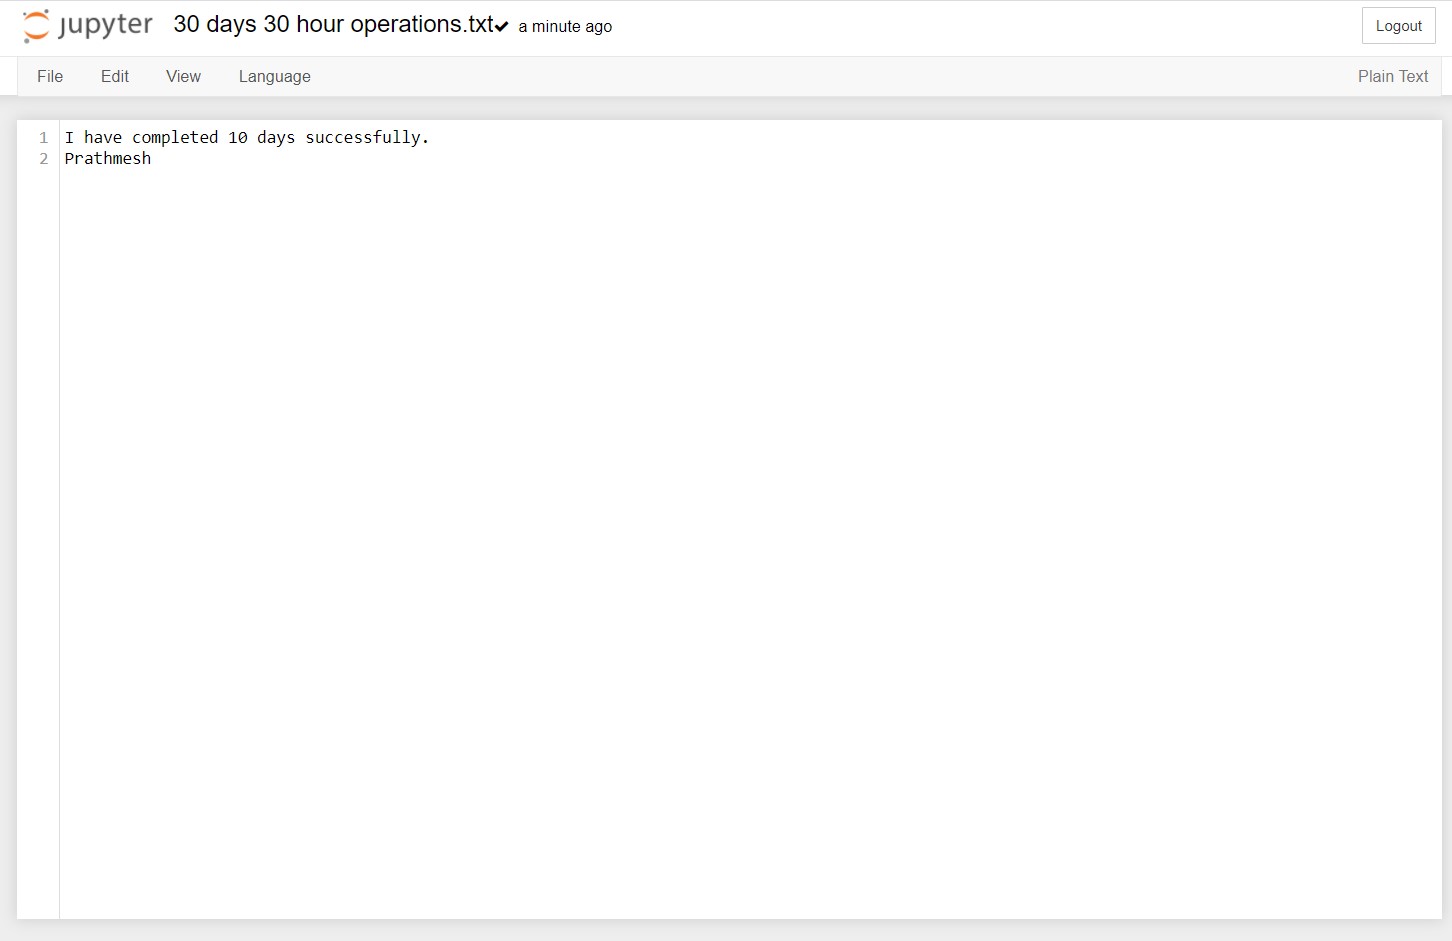 jupyter 30 days 30 hour operations.txt✔ a minute ago Logout
File Edit View Language Plain Text
1 I have completed 10 days successfully.
2 Prathmesh